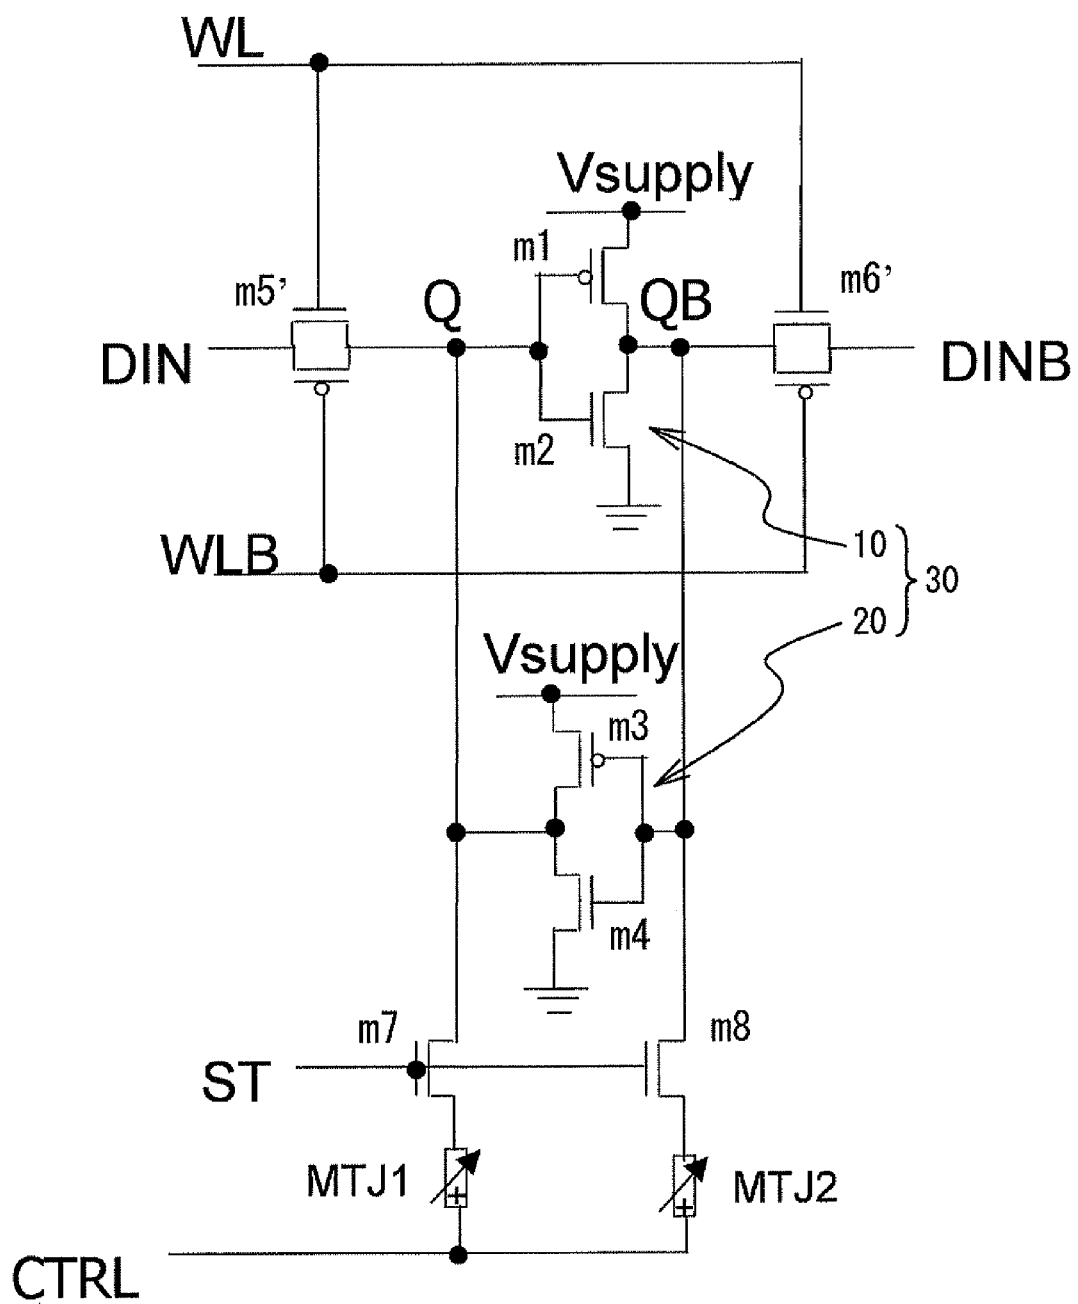 WL
Vsupply
m1
m5'
Q
QB
m6'
DIN
DINB
m2
WLB
10
30
20
Vsupply
m3
m4
m7
m8
ST
MTJ1
+
MTJ2
+
CTRL